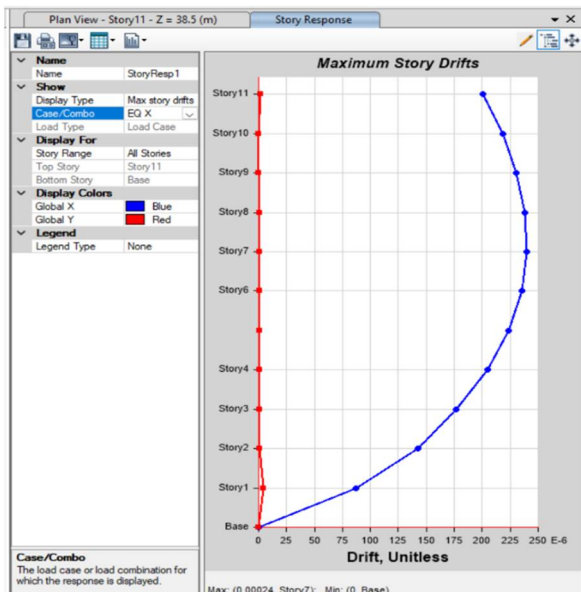 Plan View - Story11 - Z = 38.5 (m)
Story Response
Name
Name StoryResp1
Show
Display Type Max story drifts
Case/Combo EQ X
Load Type Load Case
Display For
Story Range All Stories
Top Story Story11
Bottom Story Base
Display Colors
Global X Blue
Global Y Red
Legend
Legend Type None
Case/Combo
The load case or load combination for
which the response is displayed.
Maximum Story Drifts
Story11
Story10
Story9
Story8
Story7
Story6
Story4
Story3
Story2
Story1
Base
0 25 50 75 100 125 150 175 200 225 250 E-6
Drift, Unitless
Max: (0.00024, Story7); Min: (0, Base)